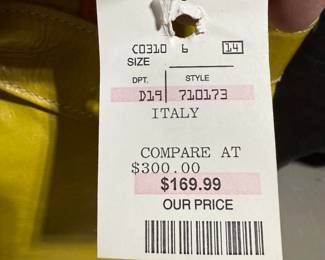 C0310 6 14
SIZE
DPT. STYLE
D19 710173
ITALY
COMPARE AT
$300.00
$169.99
OUR PRICE